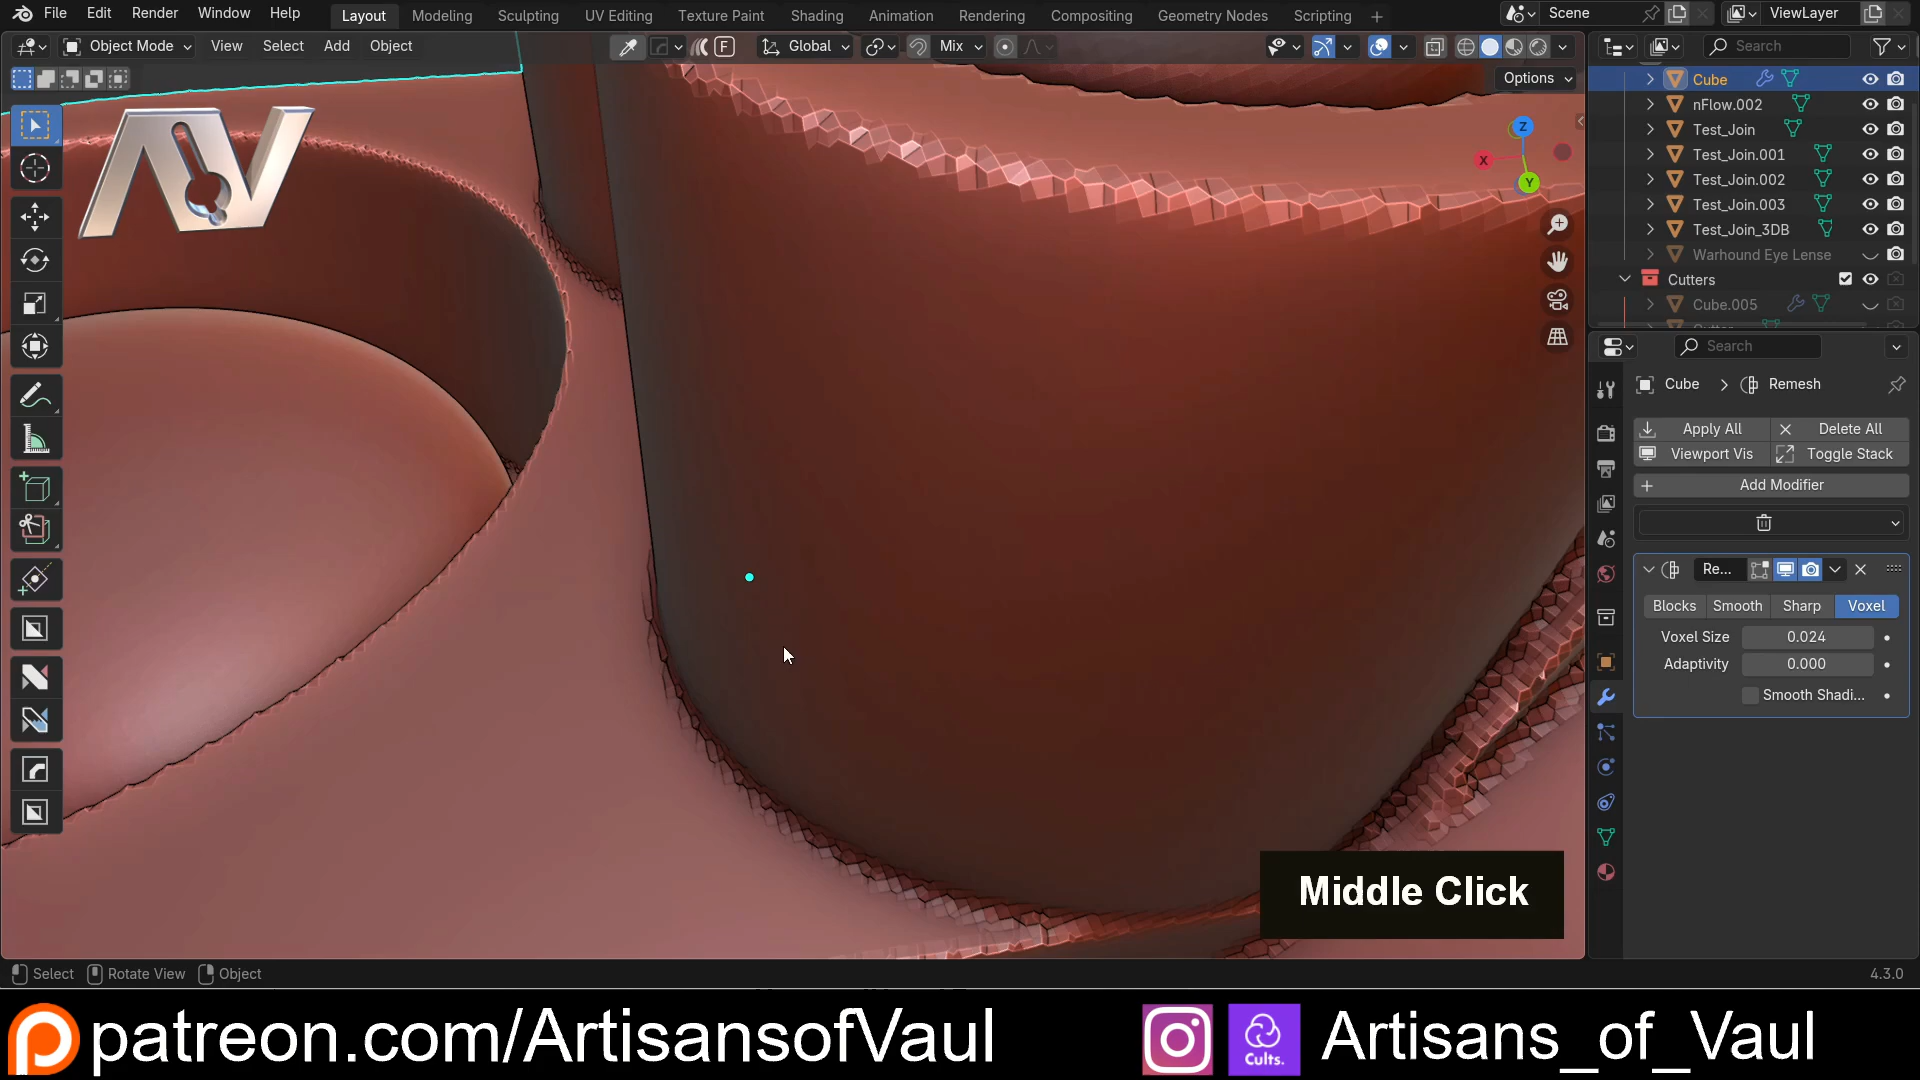 File Edit Render Window Help Layout Modeling Sculpting UV Editing Texture Paint Shading Animation Rendering Compositing Geometry Nodes Scripting + Scene ViewLayer
Object Mode View Select Add Object F Global Mix Search
Options
AV
Z
X
Y
Cube
nFlow.002
Test_Join
Test_Join.001
Test_Join.002
Test_Join.003
Test_Join_3DB
Warhound Eye Lense
Cutters
Cube.005
Search
Cube > Remesh
Apply All Delete All
Viewport Vis Toggle Stack
Add Modifier
Re...
Blocks Smooth Sharp Voxel
Voxel Size 0.024
Adaptivity 0.000
Smooth Shadi...
Middle Click
Select Rotate View Object 4.3.0
patreon.com/ArtisansofVaul Cults. Artisans_of_Vaul